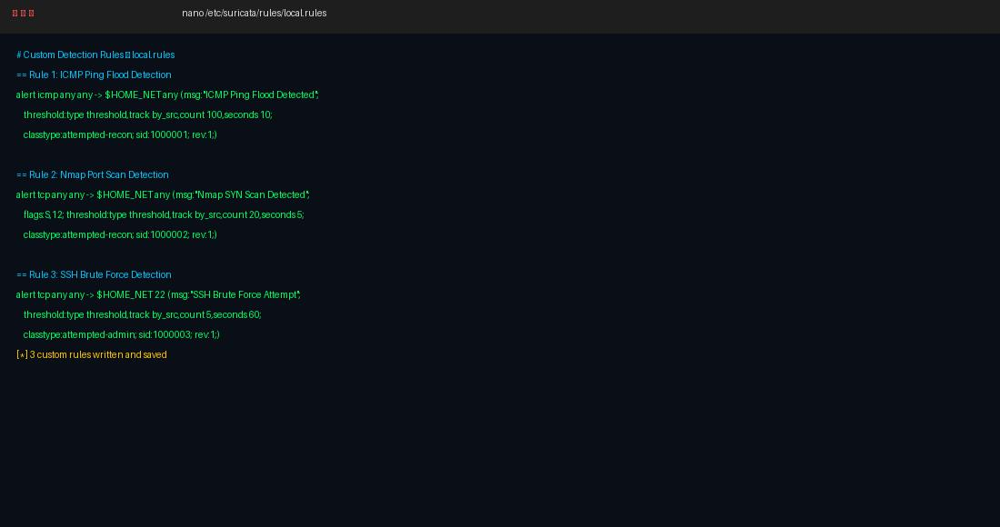 nano /etc/suricata/rules/local.rules
# Custom Detection Rules local.rules
== Rule 1: ICMP Ping Flood Detection
alert icmp any any -> $HOME_NET any (msg:"ICMP Ping Flood Detected";
threshold:type threshold,track by_src,count 100,seconds 10;
classtype:attempted-recon; sid:1000001; rev:1;)
== Rule 2: Nmap Port Scan Detection
alert tcp any any -> $HOME_NET any (msg:"Nmap SYN Scan Detected";
flags:S,12; threshold:type threshold,track by_src,count 20,seconds 5;
classtype:attempted-recon; sid:1000002; rev:1;)
== Rule 3: SSH Brute Force Detection
alert tcp any any -> $HOME_NET 22 (msg:"SSH Brute Force Attempt";
threshold:type threshold,track by_src,count 5,seconds 60;
classtype:attempted-admin; sid:1000003; rev:1;)
[*] 3 custom rules written and saved